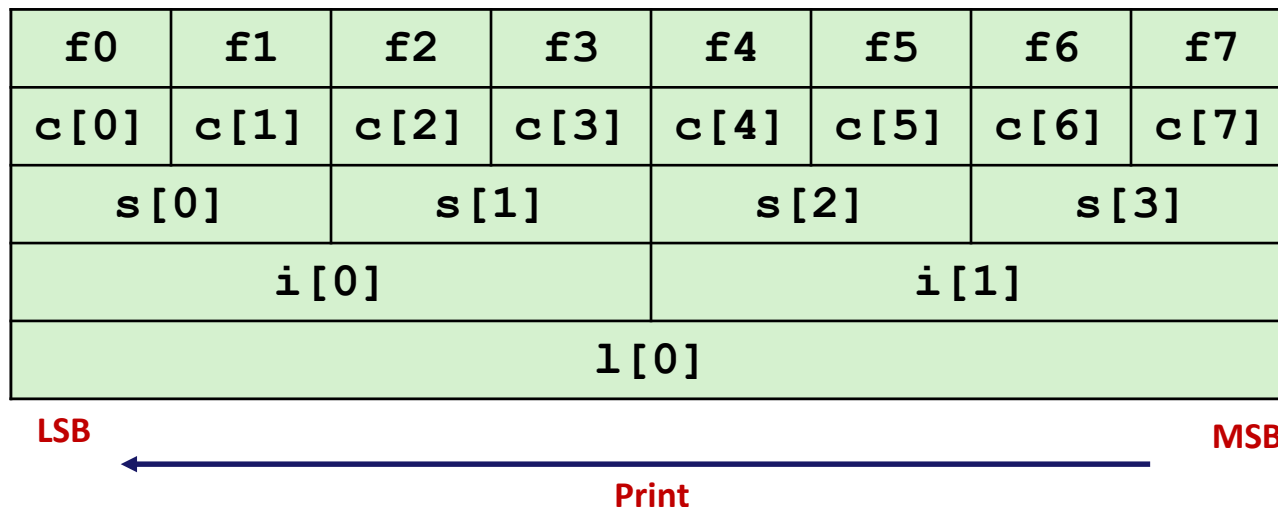 f0 f1 f2 f3 f4 f5 f6 f7
c[0] c[1] c[2] c[3] c[4] c[5] c[6] c[7]
s[0] s[1] s[2] s[3]
i[0] i[1]
l[0]
LSB MSB
Print